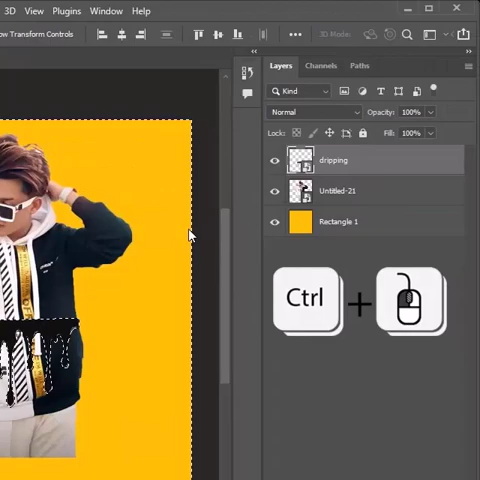 3D View Window Plugins Help
ow Transform Controls
3D Mode:
Layers Channels Paths
Kind
Normal Opacity: 100%
Lock: Fill: 100%
dripping
Untitled-21
Rectangle 1
Ctrl +